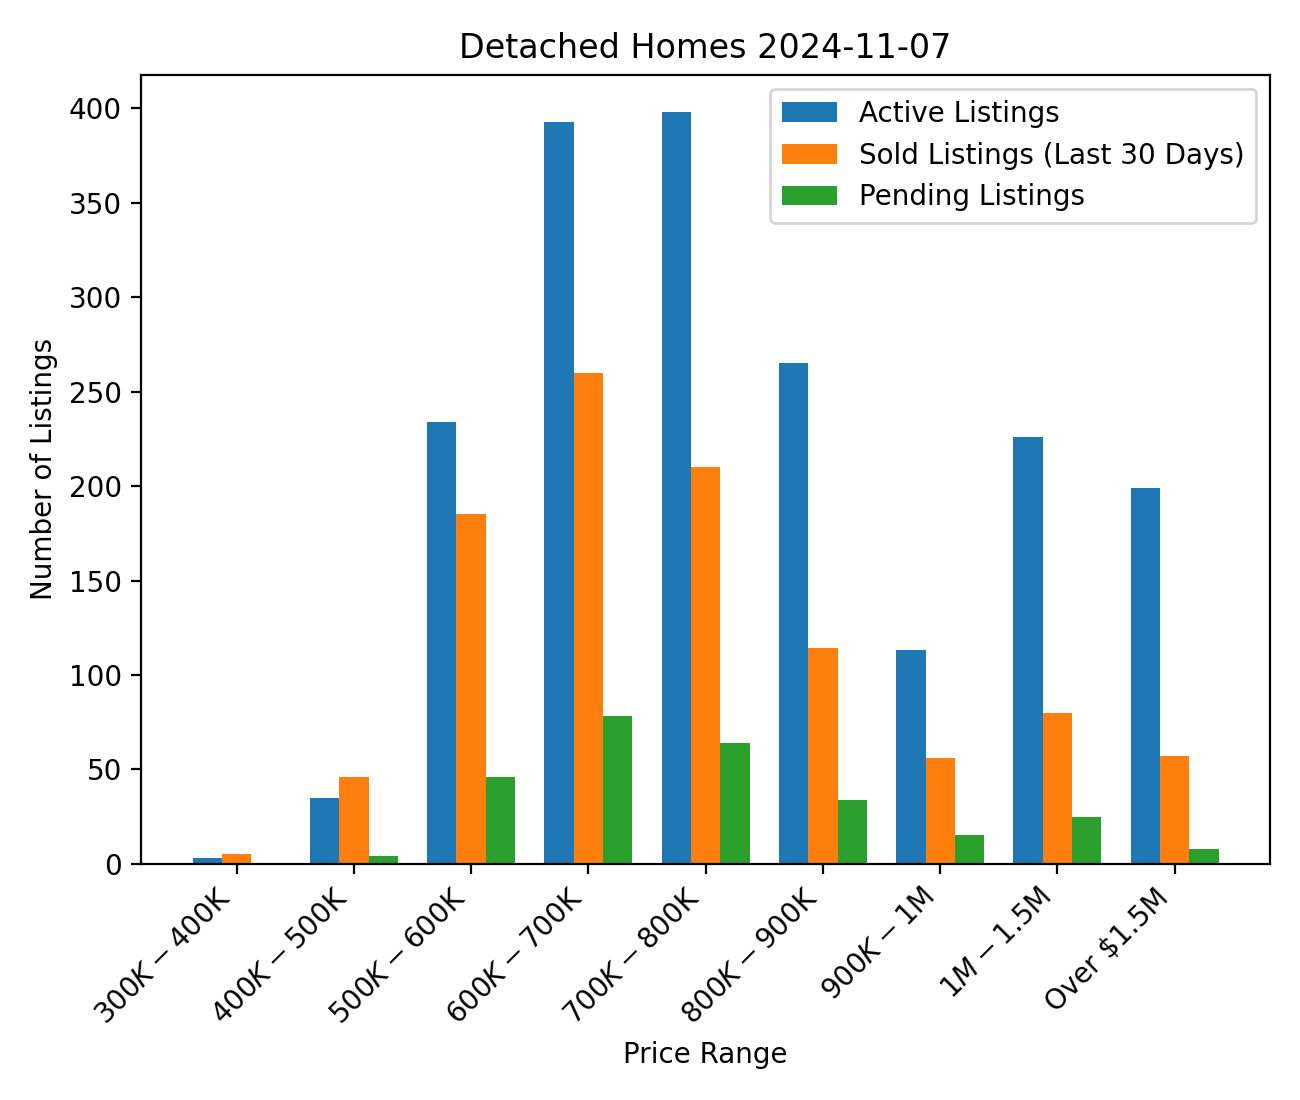 Detached Homes 2024-11-07
400
350
300
250
200
150
100
50
0
Number of Listings
Active Listings
Sold Listings (Last 30 Days)
Pending Listings
300K − 400K
400K − 500K
500K − 600K
600K − 700K
700K − 800K
800K − 900K
900K − 1M
1M − 1.5M
Over $1.5M
Price Range